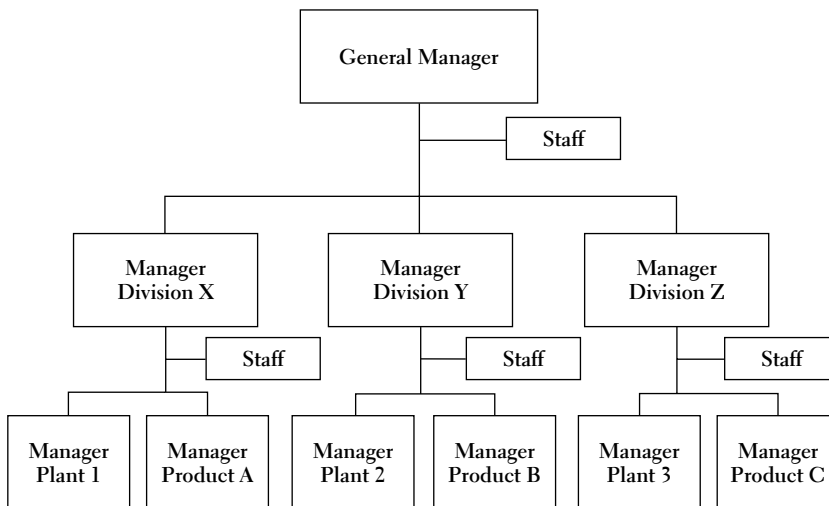 General Manager
Staff
Manager
Division X
Manager
Division Y
Manager
Division Z
Staff
Staff
Staff
Manager
Plant 1
Manager
Product A
Manager
Plant 2
Manager
Product B
Manager
Plant 3
Manager
Product C